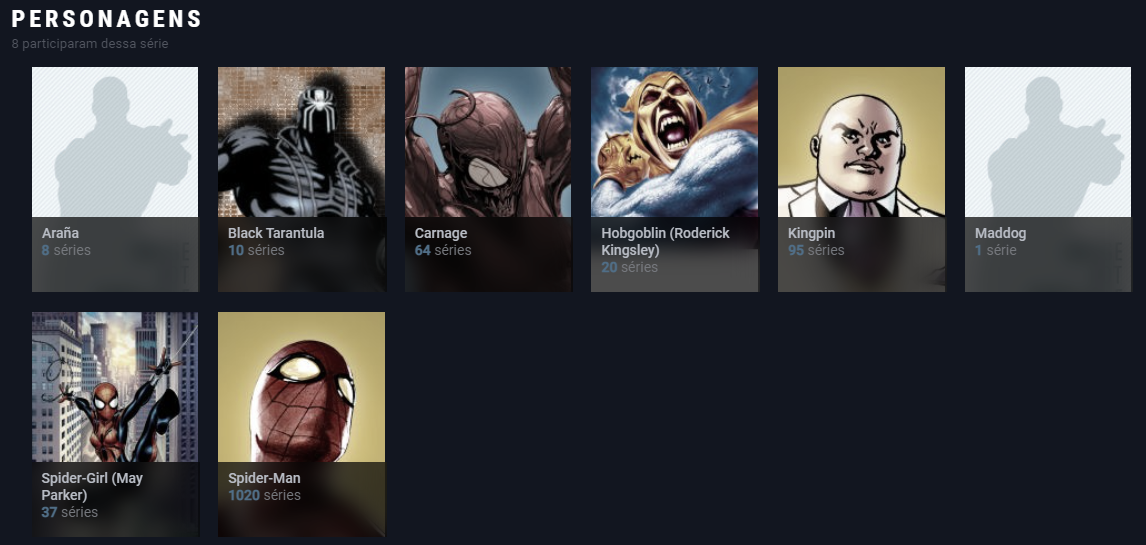 PERSONAGENS
8 participaram dessa série
Araña
8 séries
Black Tarantula
10 séries
Carnage
64 séries
Hobgoblin (Roderick
Kingsley)
20 séries
Kingpin
95 séries
Maddog
1 série
Spider-Girl (May
Parker)
37 séries
Spider-Man
1020 séries